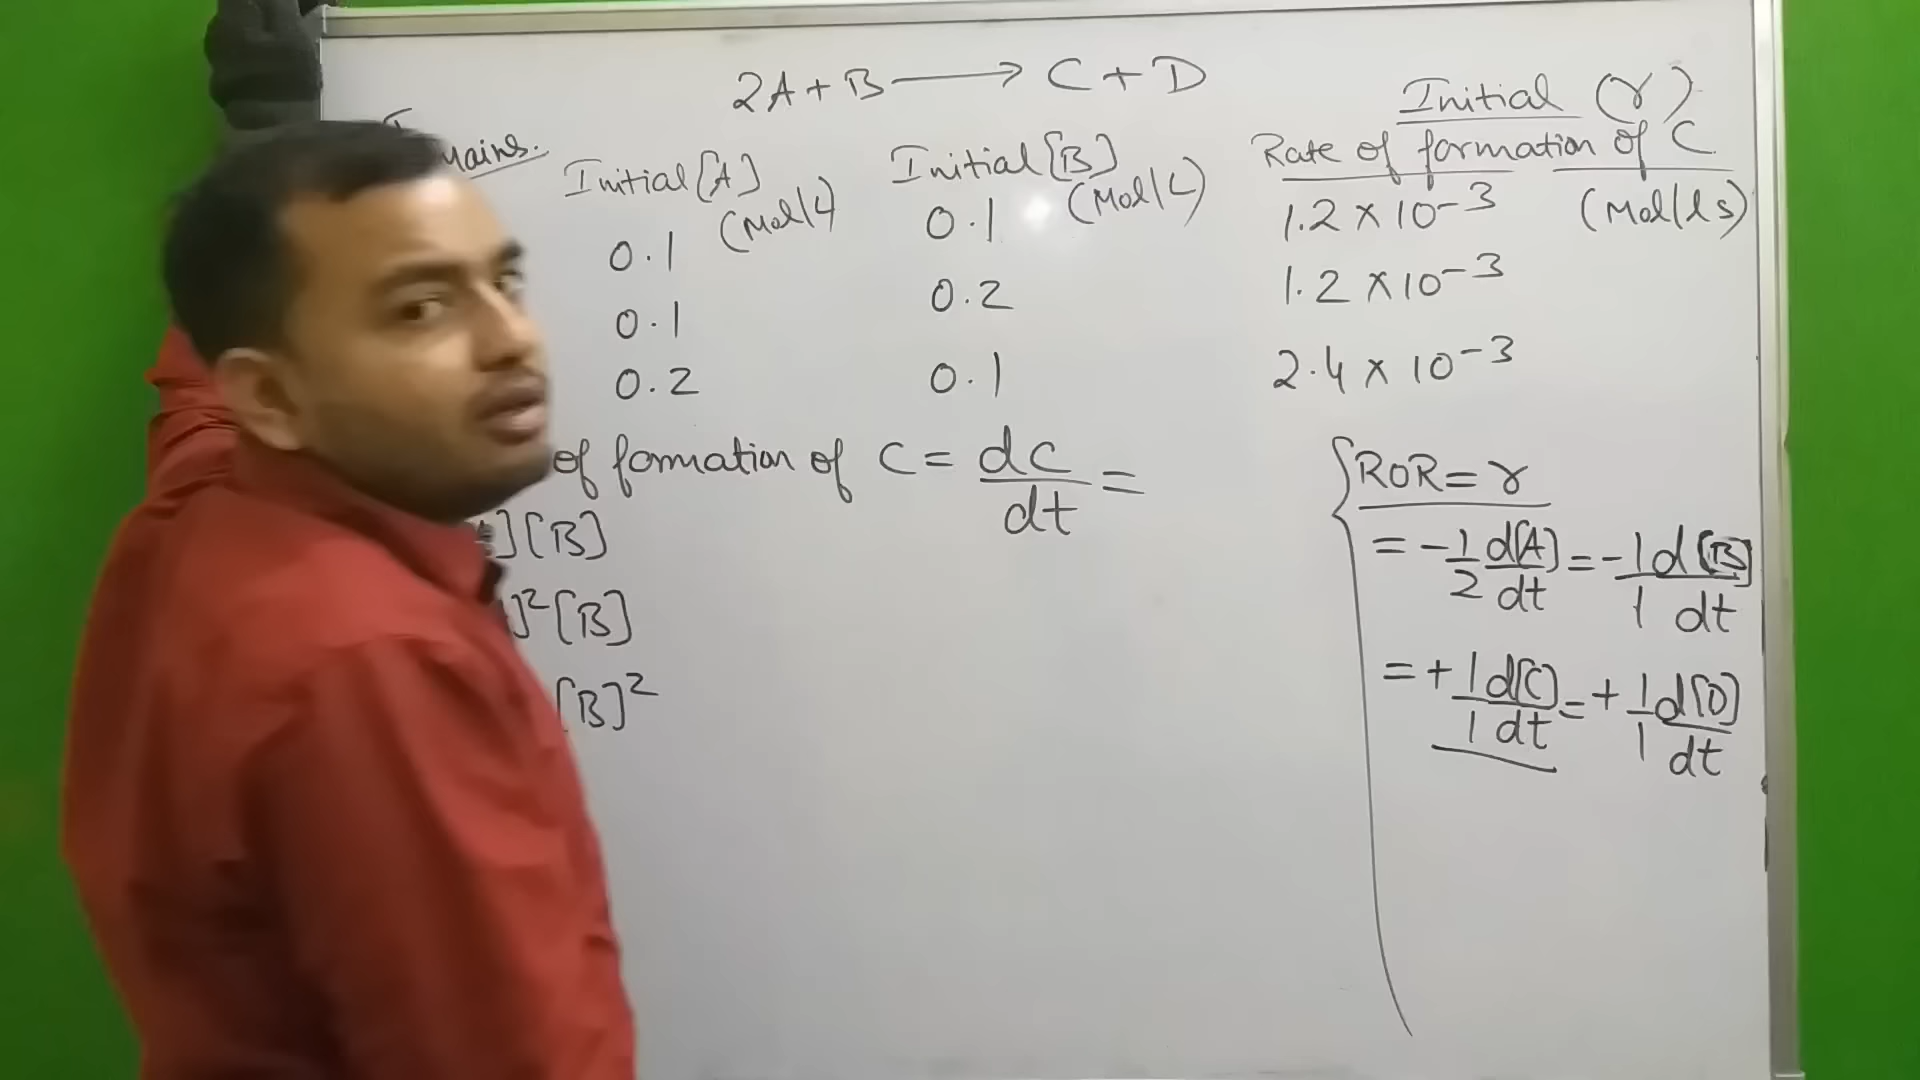 2A + B ⟶ C + D
Initial (r)
mains.
Initial [A]
(Mol/L)
Initial [B]
(Mol/L)
Rate of formation of C
(Mol/l s)
0.1 0.1 1.2 × 10⁻³
0.1 0.2 1.2 × 10⁻³
0.2 0.1 2.4 × 10⁻³
of formation of C = dc/dt =
][B]
]²[B]
[B]²
ROR = r
= -1/2 d[A]/dt = -1/1 d[B]/dt
= +1/1 d[C]/dt = +1/1 d[D]/dt